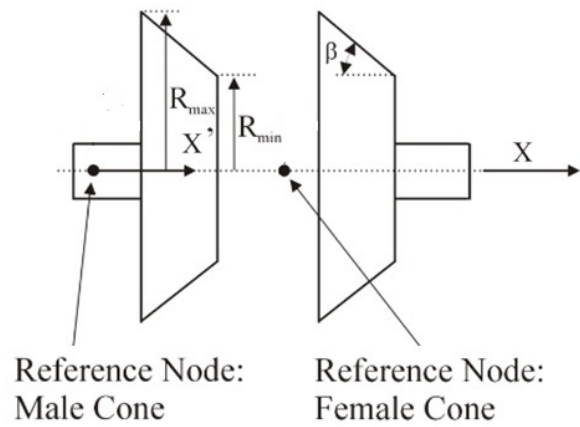 β
R_max
R_min
X'
X
Reference Node:
Male Cone
Reference Node:
Female Cone